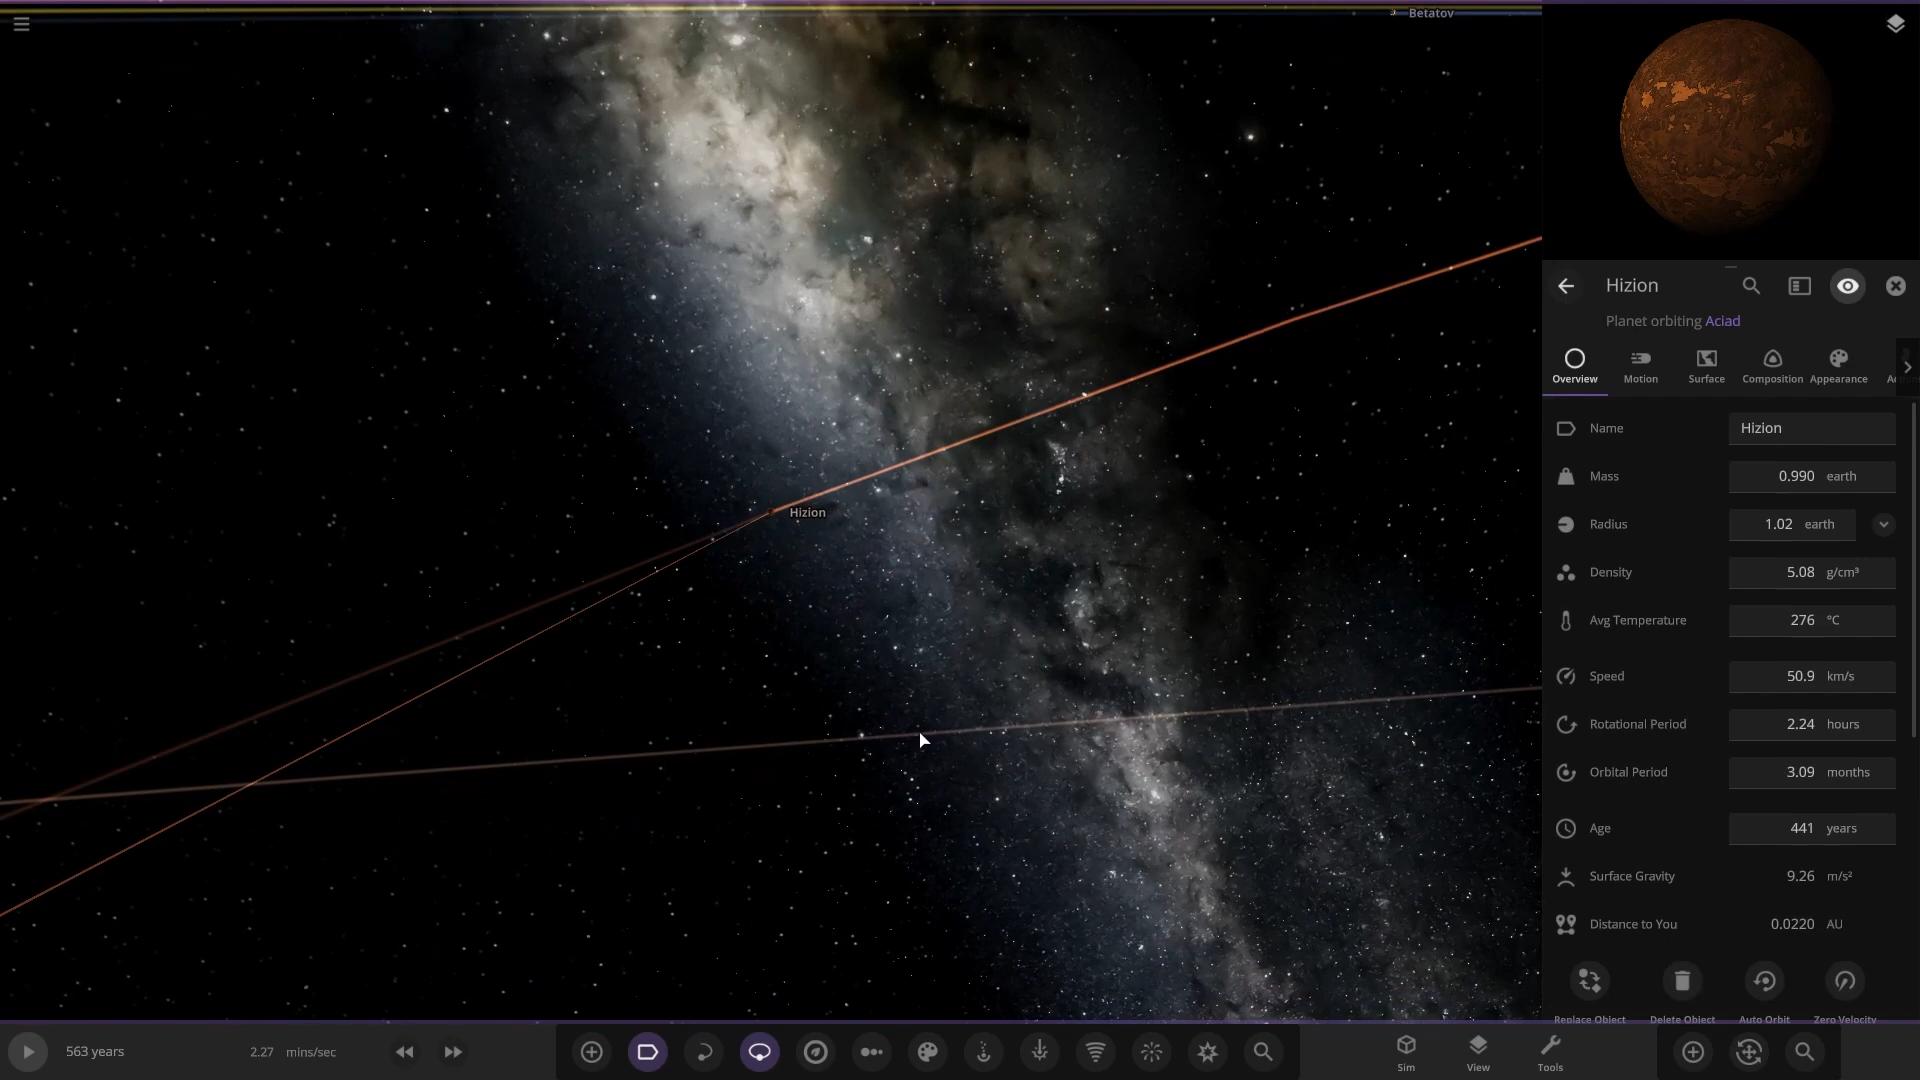 Betatov
Hizion
Hizion
Planet orbiting Aciad
Overview
Motion
Surface
Composition
Appearance
Name
Hizion
Mass
0.990 earth
Radius
1.02 earth
Density
5.08 g/cm³
Avg Temperature
276 °C
Speed
50.9 km/s
Rotational Period
2.24 hours
Orbital Period
3.09 months
Age
441 years
Surface Gravity
9.26 m/s²
Distance to You
0.0220 AU
Replace Object
Delete Object
Auto Orbit
Zero Velocity
563 years
2.27 mins/sec
Sim
View
Tools